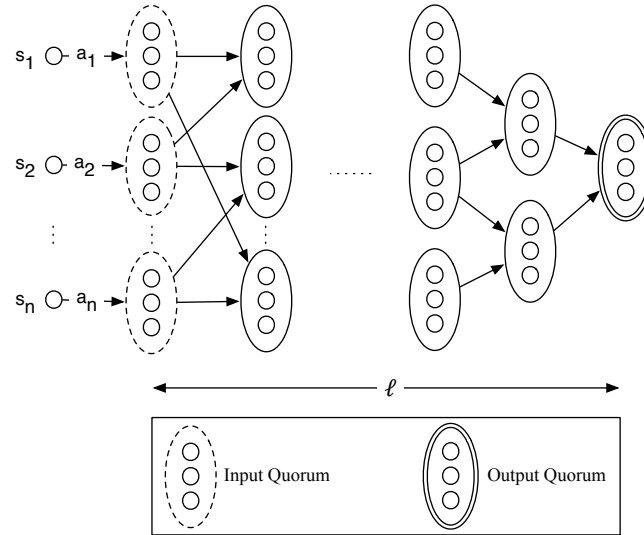 s1 a1
s2 a2
sn an
ℓ
Input Quorum
Output Quorum